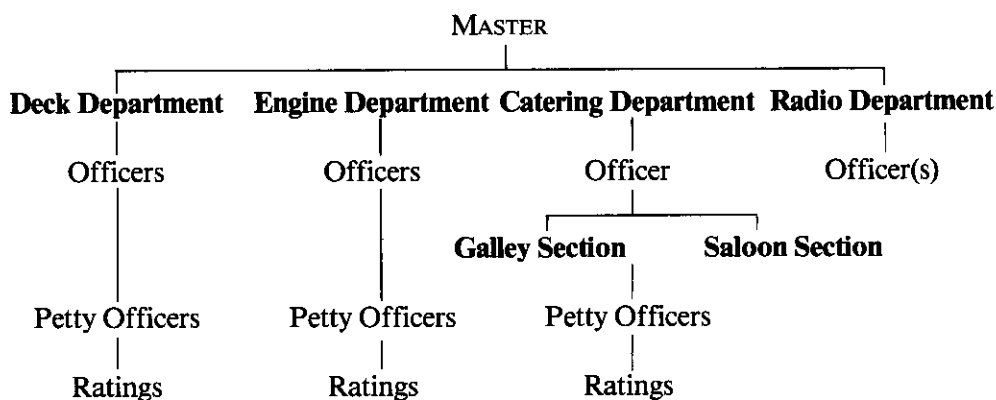 MASTER
Deck Department Engine Department Catering Department Radio Department
Officers Officers Officer Officer(s)
Galley Section Saloon Section
Petty Officers Petty Officers Petty Officers
Ratings Ratings Ratings